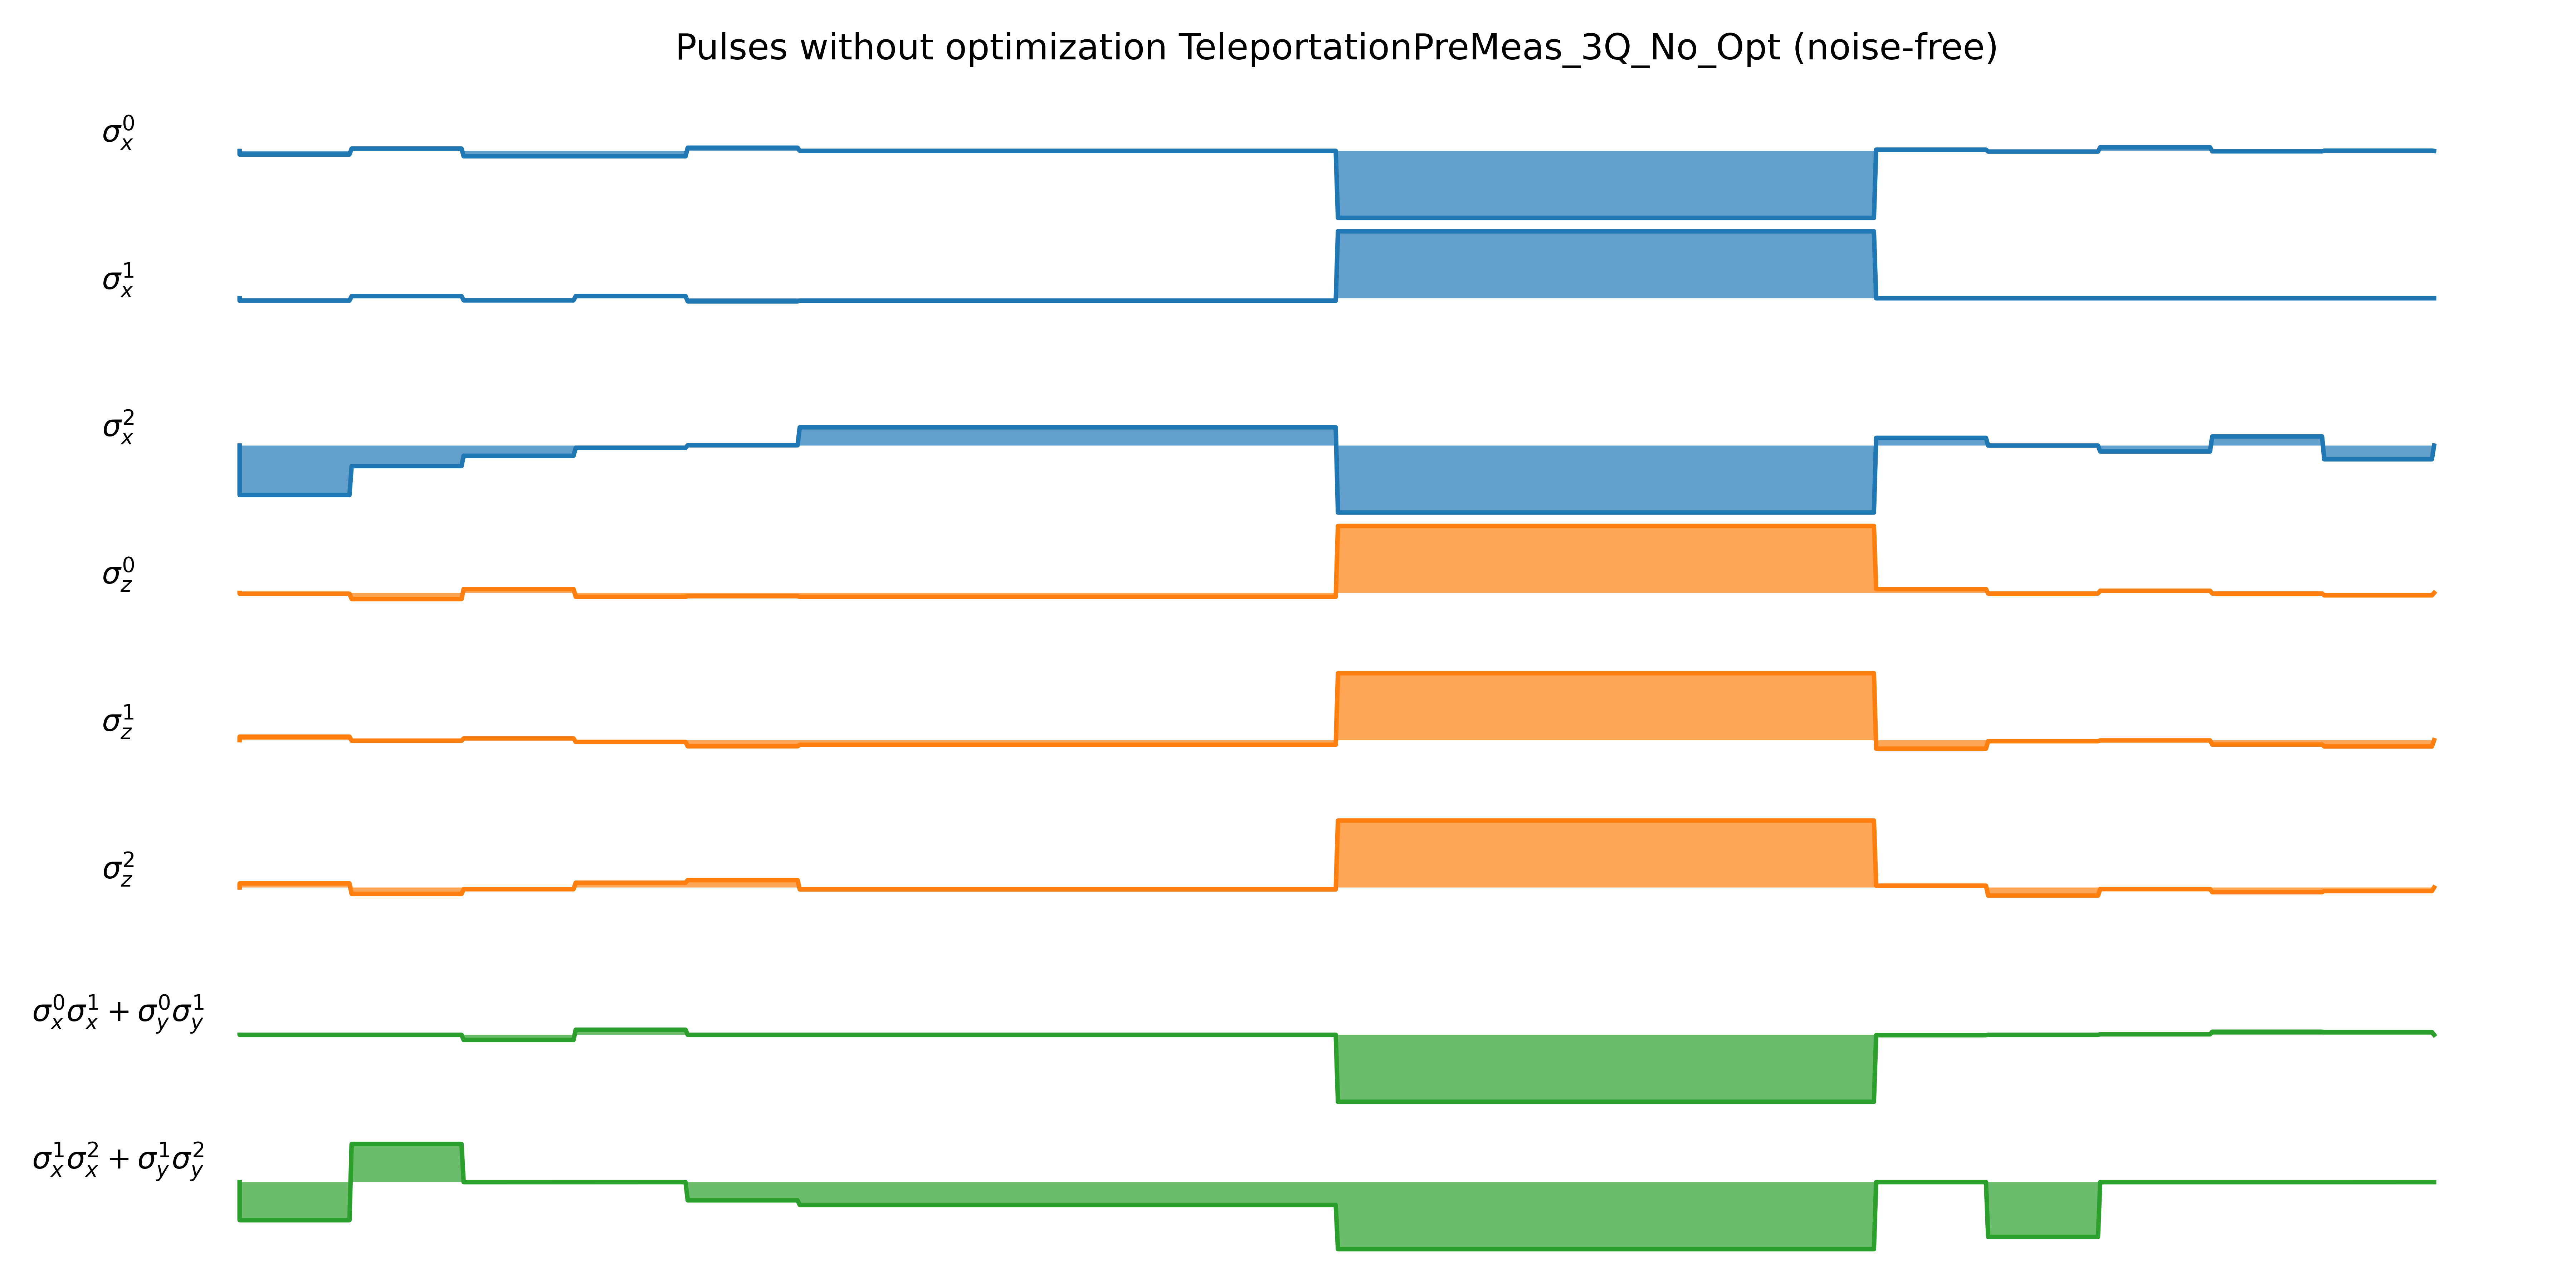 Pulses without optimization TeleportationPreMeas_3Q_No_Opt (noise-free)
σ_x^0
σ_x^1
σ_x^2
σ_z^0
σ_z^1
σ_z^2
σ_x^0σ_x^1 + σ_y^0σ_y^1
σ_x^1σ_x^2 + σ_y^1σ_y^2